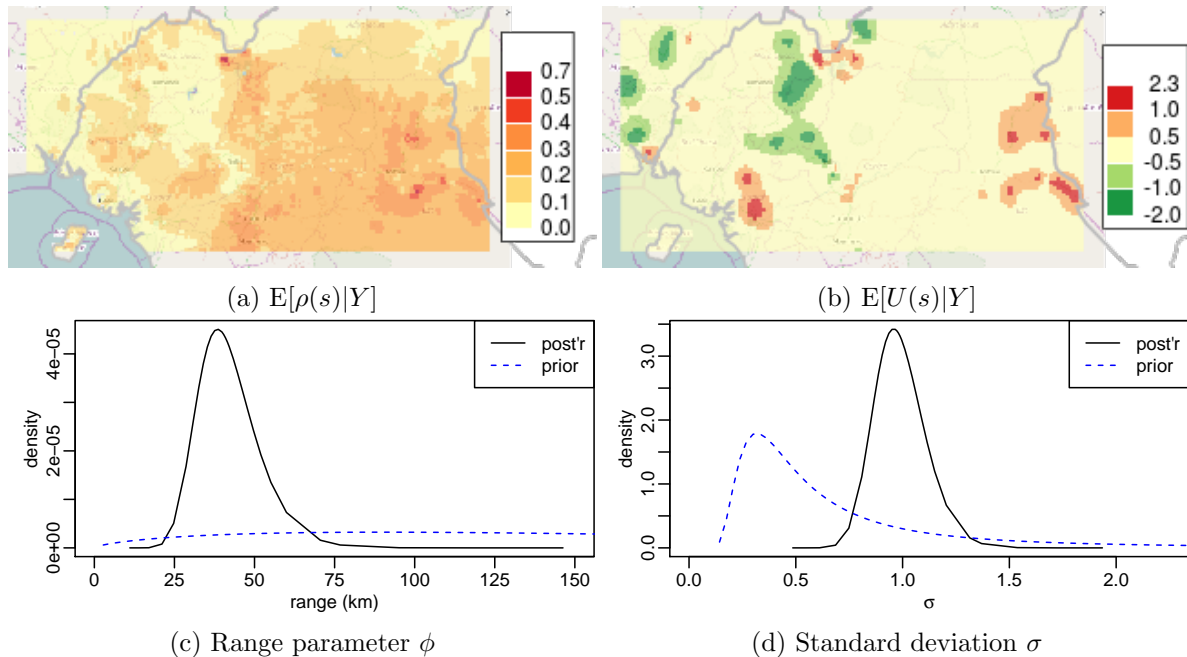 0.7
0.5
0.4
0.3
0.2
0.1
0.0
2.3
1.0
0.5
-0.5
-1.0
-2.0
(a) E[ρ(s)|Y]
(b) E[U(s)|Y]
density
0e+00
2e-05
4e-05
post'r
prior
0
25
50
75
100
125
150
range (km)
density
0.0
1.0
2.0
3.0
post'r
prior
0.0
0.5
1.0
1.5
2.0
σ
(c) Range parameter ϕ
(d) Standard deviation σ